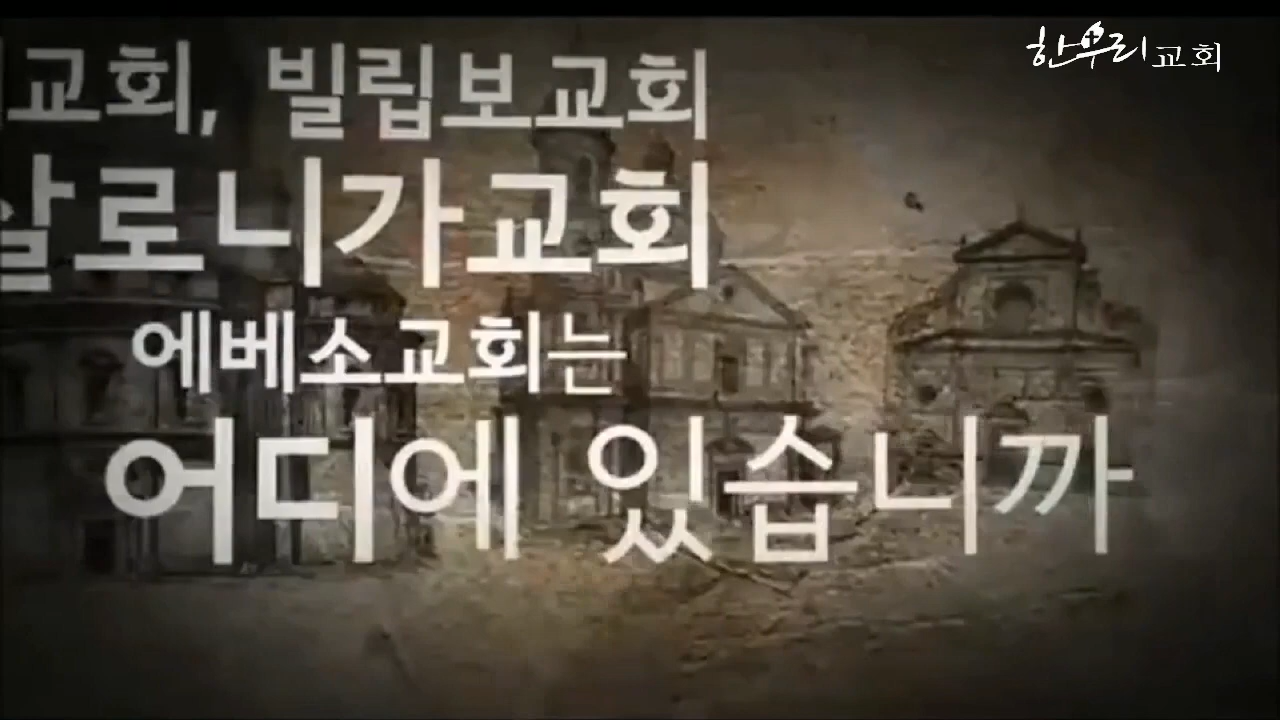 한우리교회
교회, 빌립보교회
살로니가교회
에베소교회는
어디에 있습니까